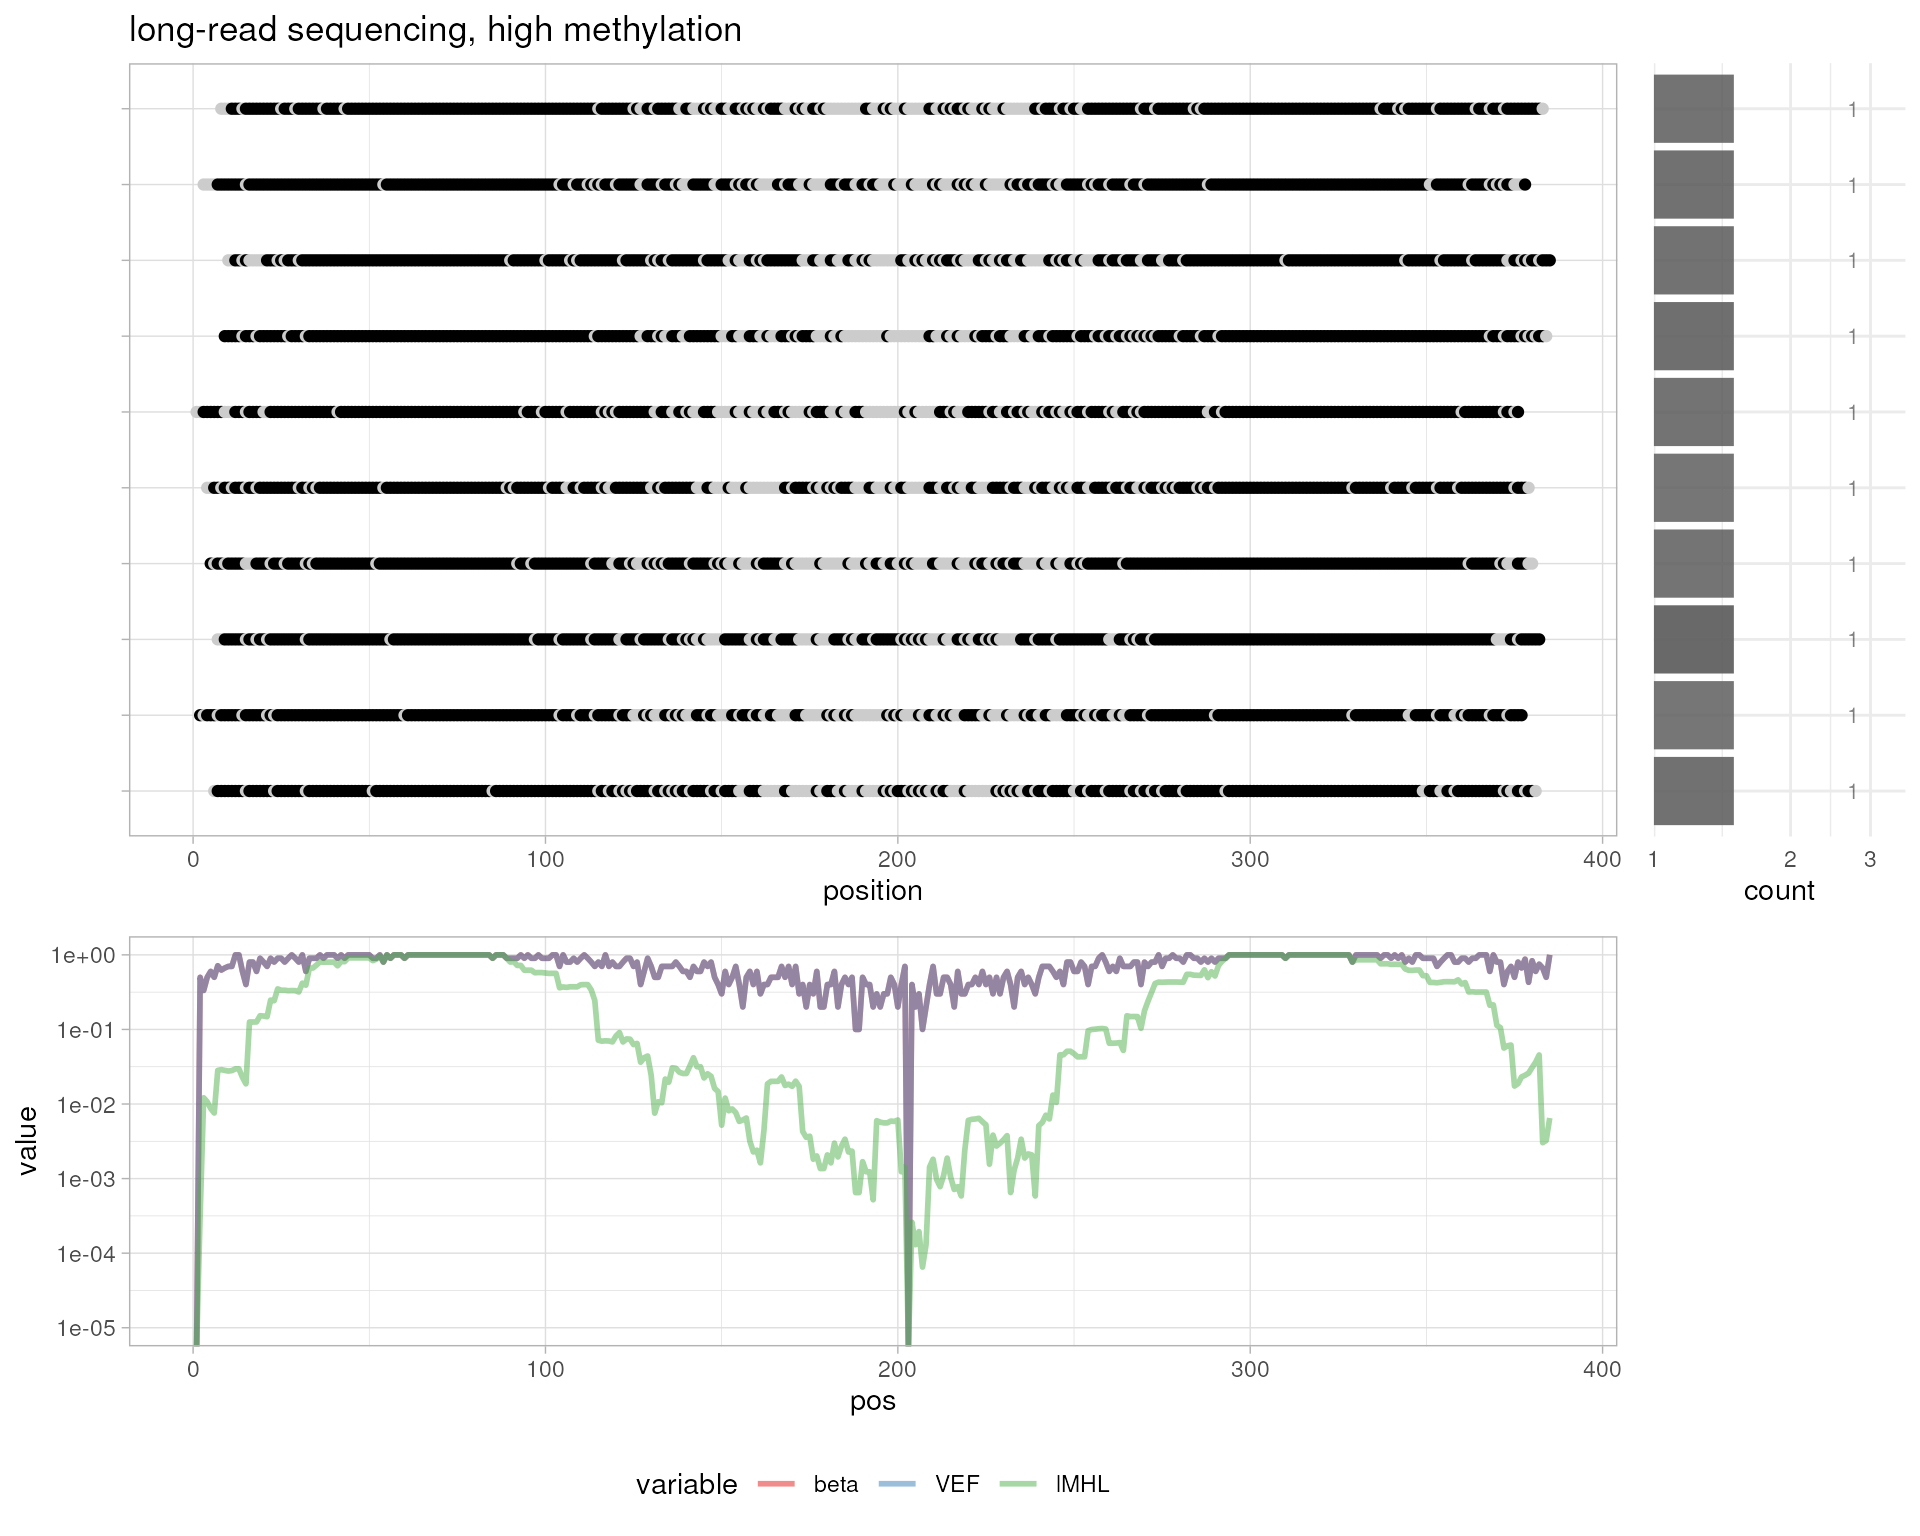 long-read sequencing, high methylation
1
1
1
1
1
1
1
1
1
1
0 100 200 300 400 1 2 3
position count
1e+00
1e-01
1e-02
1e-03
1e-04
1e-05
value
0 100 200 300 400
pos
variable beta VEF lMHL